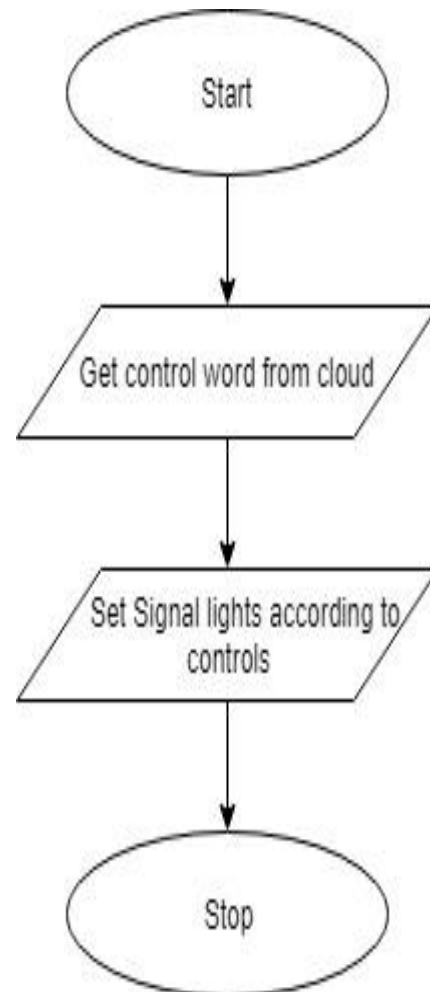 Start
Get control word from cloud
Set Signal lights according to
controls
Stop